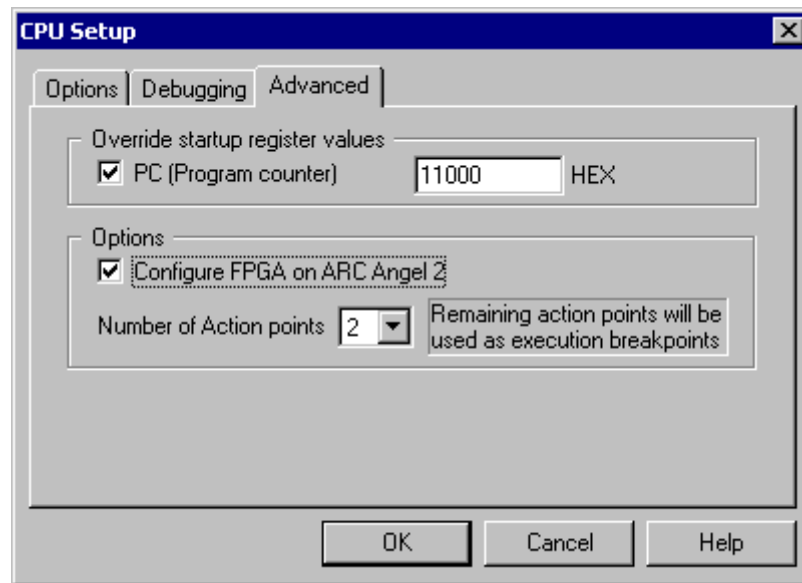 CPU Setup
Options Debugging Advanced
Override startup register values
PC (Program counter) 11000 HEX
Options
Configure FPGA on ARC Angel 2
Number of Action points 2 Remaining action points will be
used as execution breakpoints
OK Cancel Help